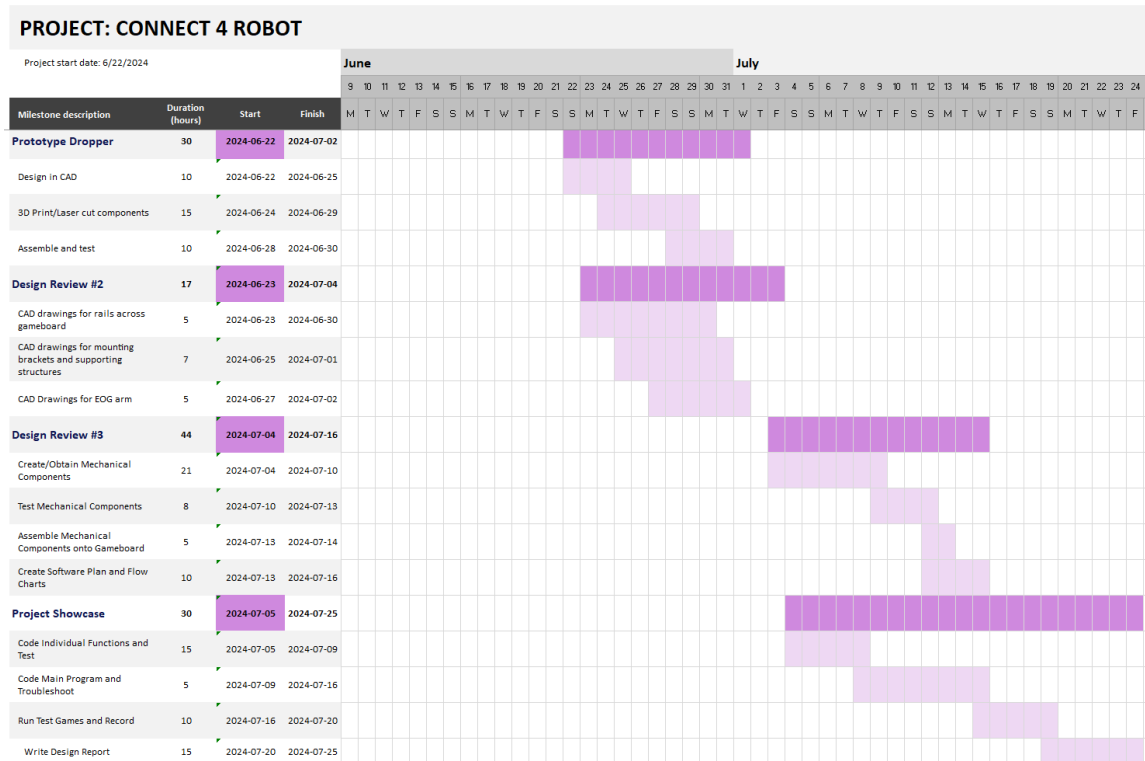 PROJECT: CONNECT 4 ROBOT
Project start date: 6/22/2024
June July
9 10 11 12 13 14 15 16 17 18 19 20 21 22 23 24 25 26 27 28 29 30 31 1 2 3 4 5 6 7 8 9 10 11 12 13 14 15 16 17 18 19 20 21 22 23 24
Milestone description Duration (hours) Start Finish M T W T F S S M T W T F S S M T W T F S S M T W T F S S M T W T F S S M T W T F S S M T W T F
Prototype Dropper 30 2024-06-22 2024-07-02
Design in CAD 10 2024-06-22 2024-06-25
3D Print/Laser cut components 15 2024-06-24 2024-06-29
Assemble and test 10 2024-06-28 2024-06-30
Design Review #2 17 2024-06-23 2024-07-04
CAD drawings for rails across
gameboard 5 2024-06-23 2024-06-30
CAD drawings for mounting
brackets and supporting 7 2024-06-25 2024-07-01
structures
CAD Drawings for EOG arm 5 2024-06-27 2024-07-02
Design Review #3 44 2024-07-04 2024-07-16
Create/Obtain Mechanical
Components 21 2024-07-04 2024-07-10
Test Mechanical Components 8 2024-07-10 2024-07-13
Assemble Mechanical
Components onto Gameboard 5 2024-07-13 2024-07-14
Create Software Plan and Flow
Charts 10 2024-07-13 2024-07-16
Project Showcase 30 2024-07-05 2024-07-25
Code Individual Functions and
Test 15 2024-07-05 2024-07-09
Code Main Program and
Troubleshoot 5 2024-07-09 2024-07-16
Run Test Games and Record 10 2024-07-16 2024-07-20
Write Design Report 15 2024-07-20 2024-07-25